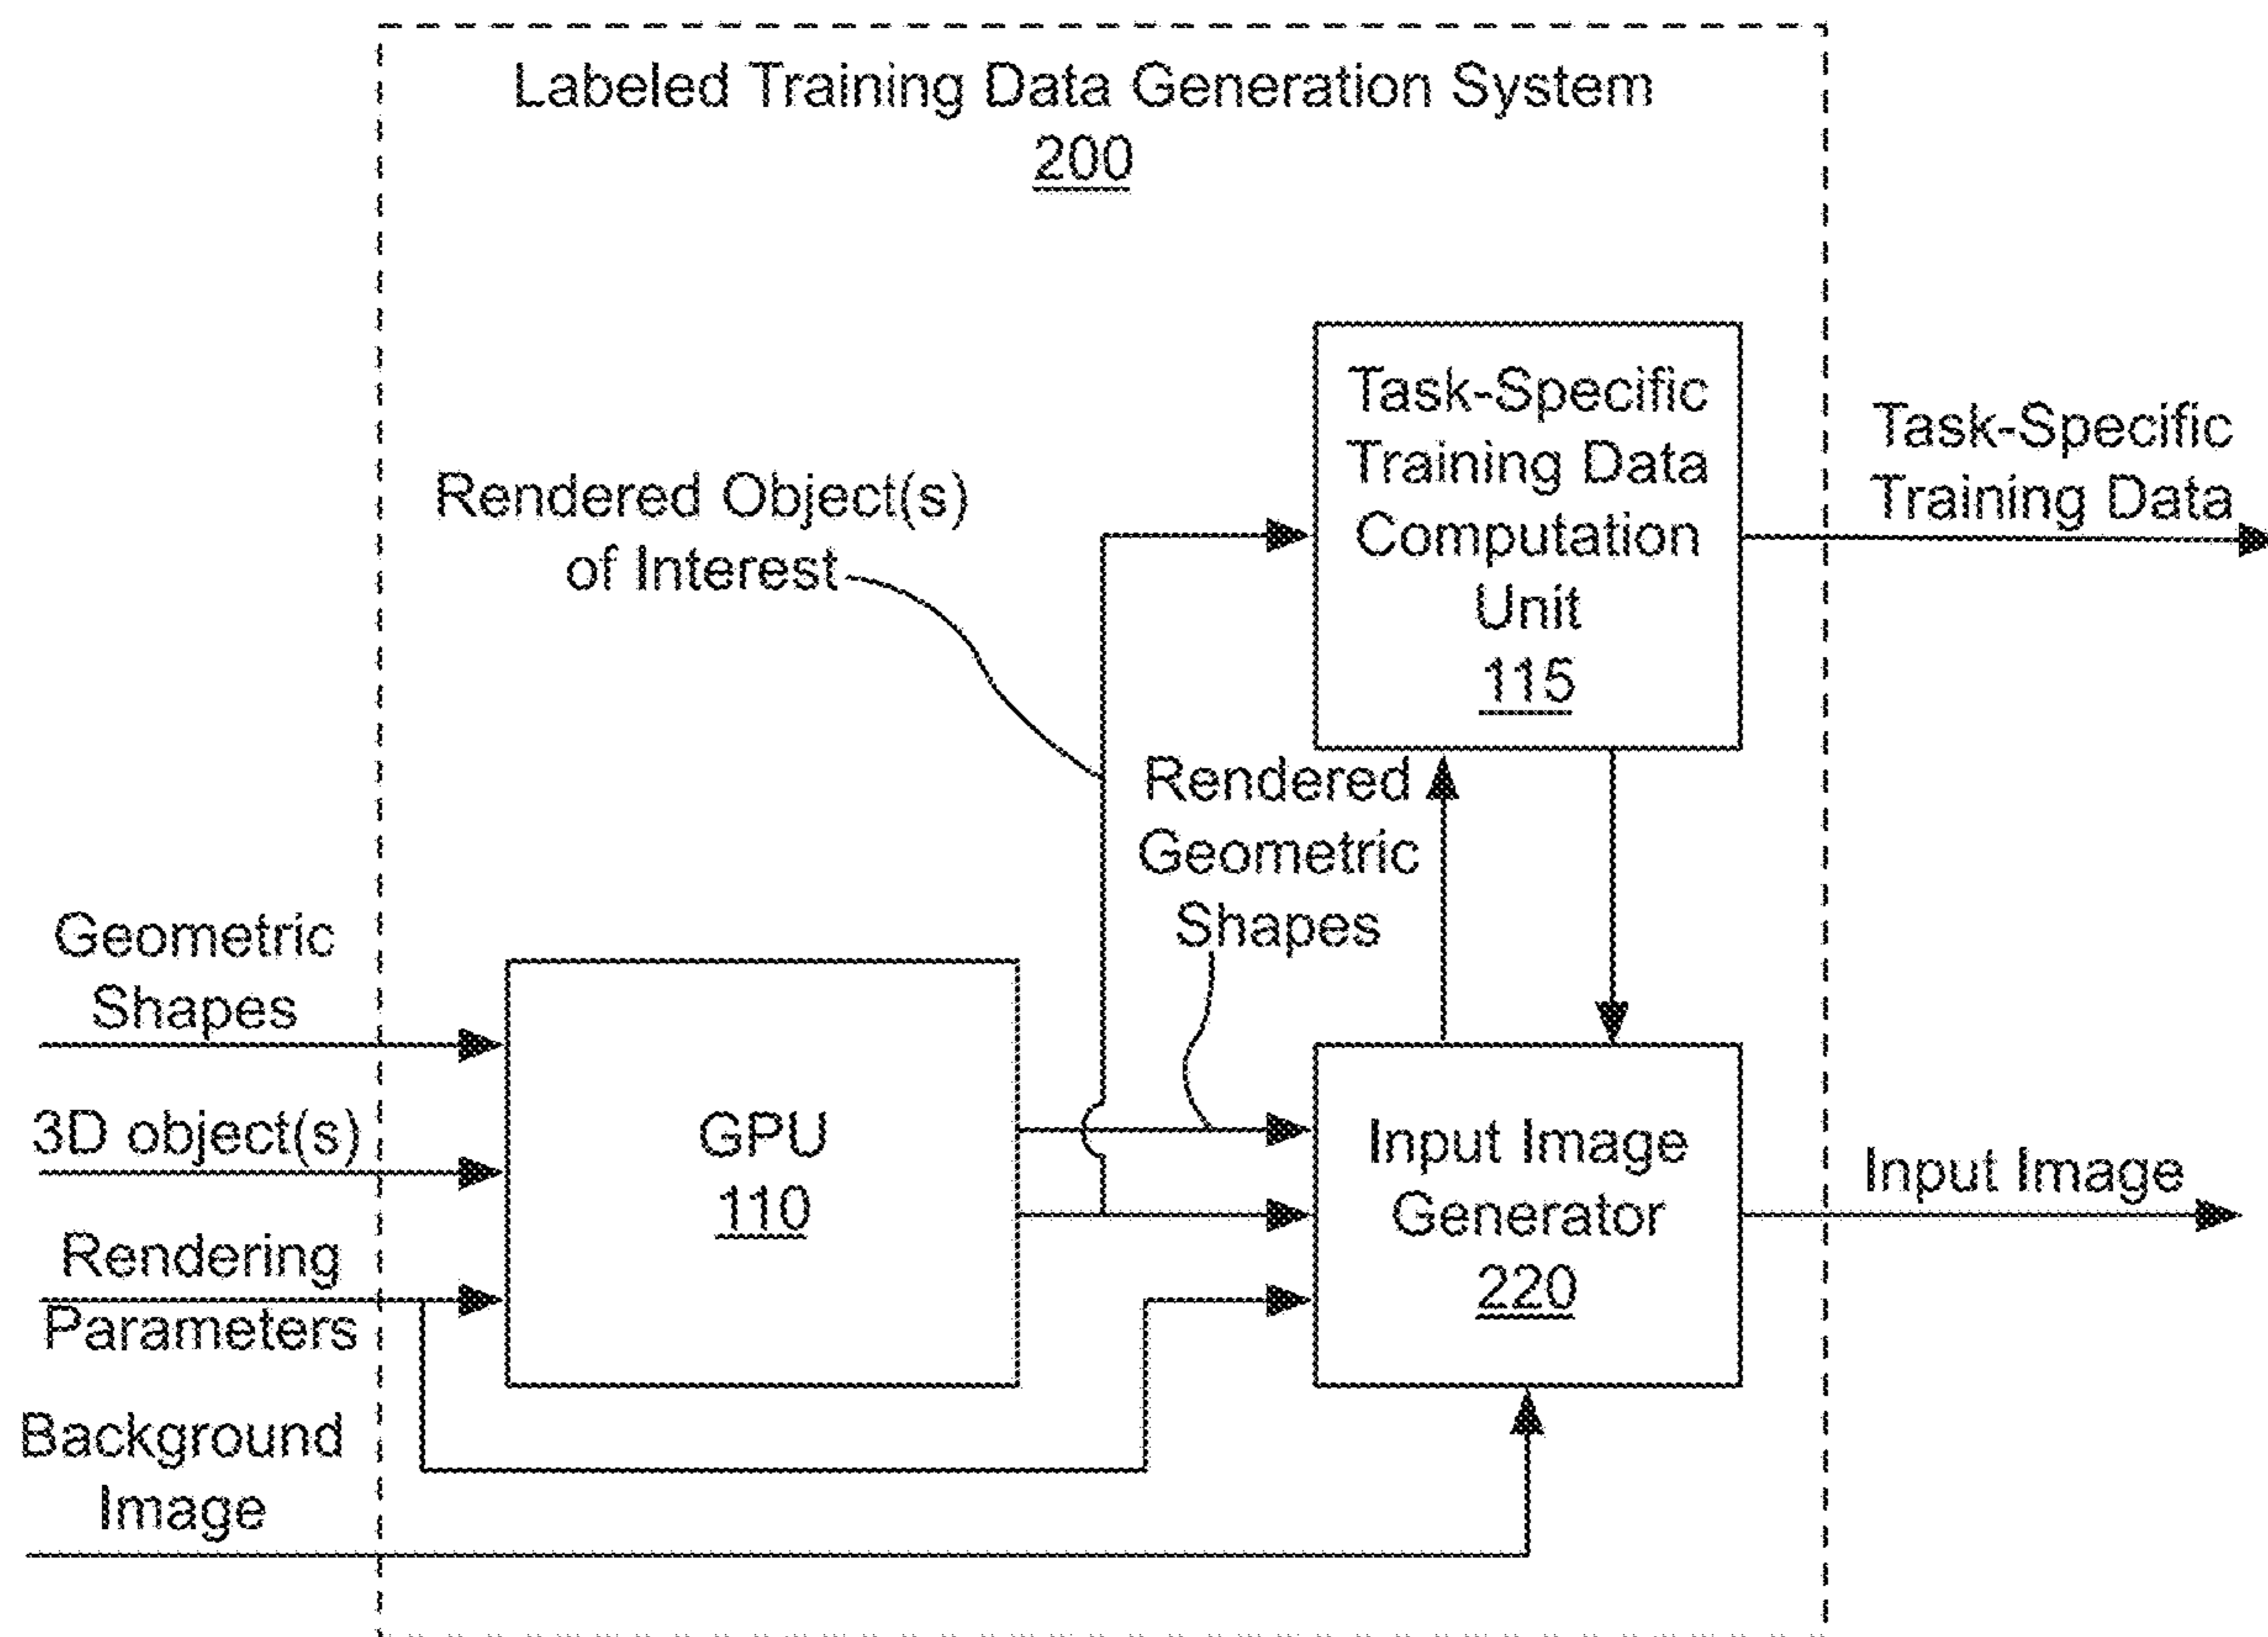 Labeled Training Data Generation System
200
Task-Specific
Training Data
Computation
Unit
115
Task-Specific
Training Data
Rendered Object(s)
of Interest
Rendered
Geometric
Shapes
Geometric
Shapes
3D object(s)
Rendering
Parameters
Background
Image
GPU
110
Input Image
Generator
220
Input Image